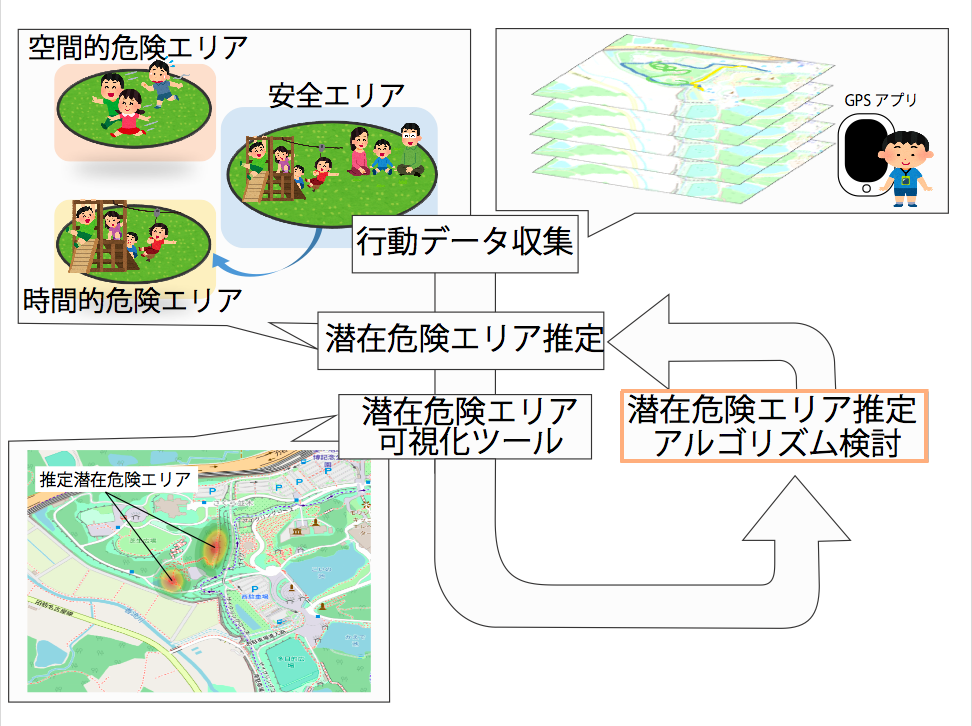 空間的危険エリア
安全エリア
時間的危険エリア
GPS アプリ
行動データ収集
潜在危険エリア推定
潜在危険エリア
可視化ツール
潜在危険エリア推定
アルゴリズム検討
推定潜在危険エリア
P
P
P
P
P